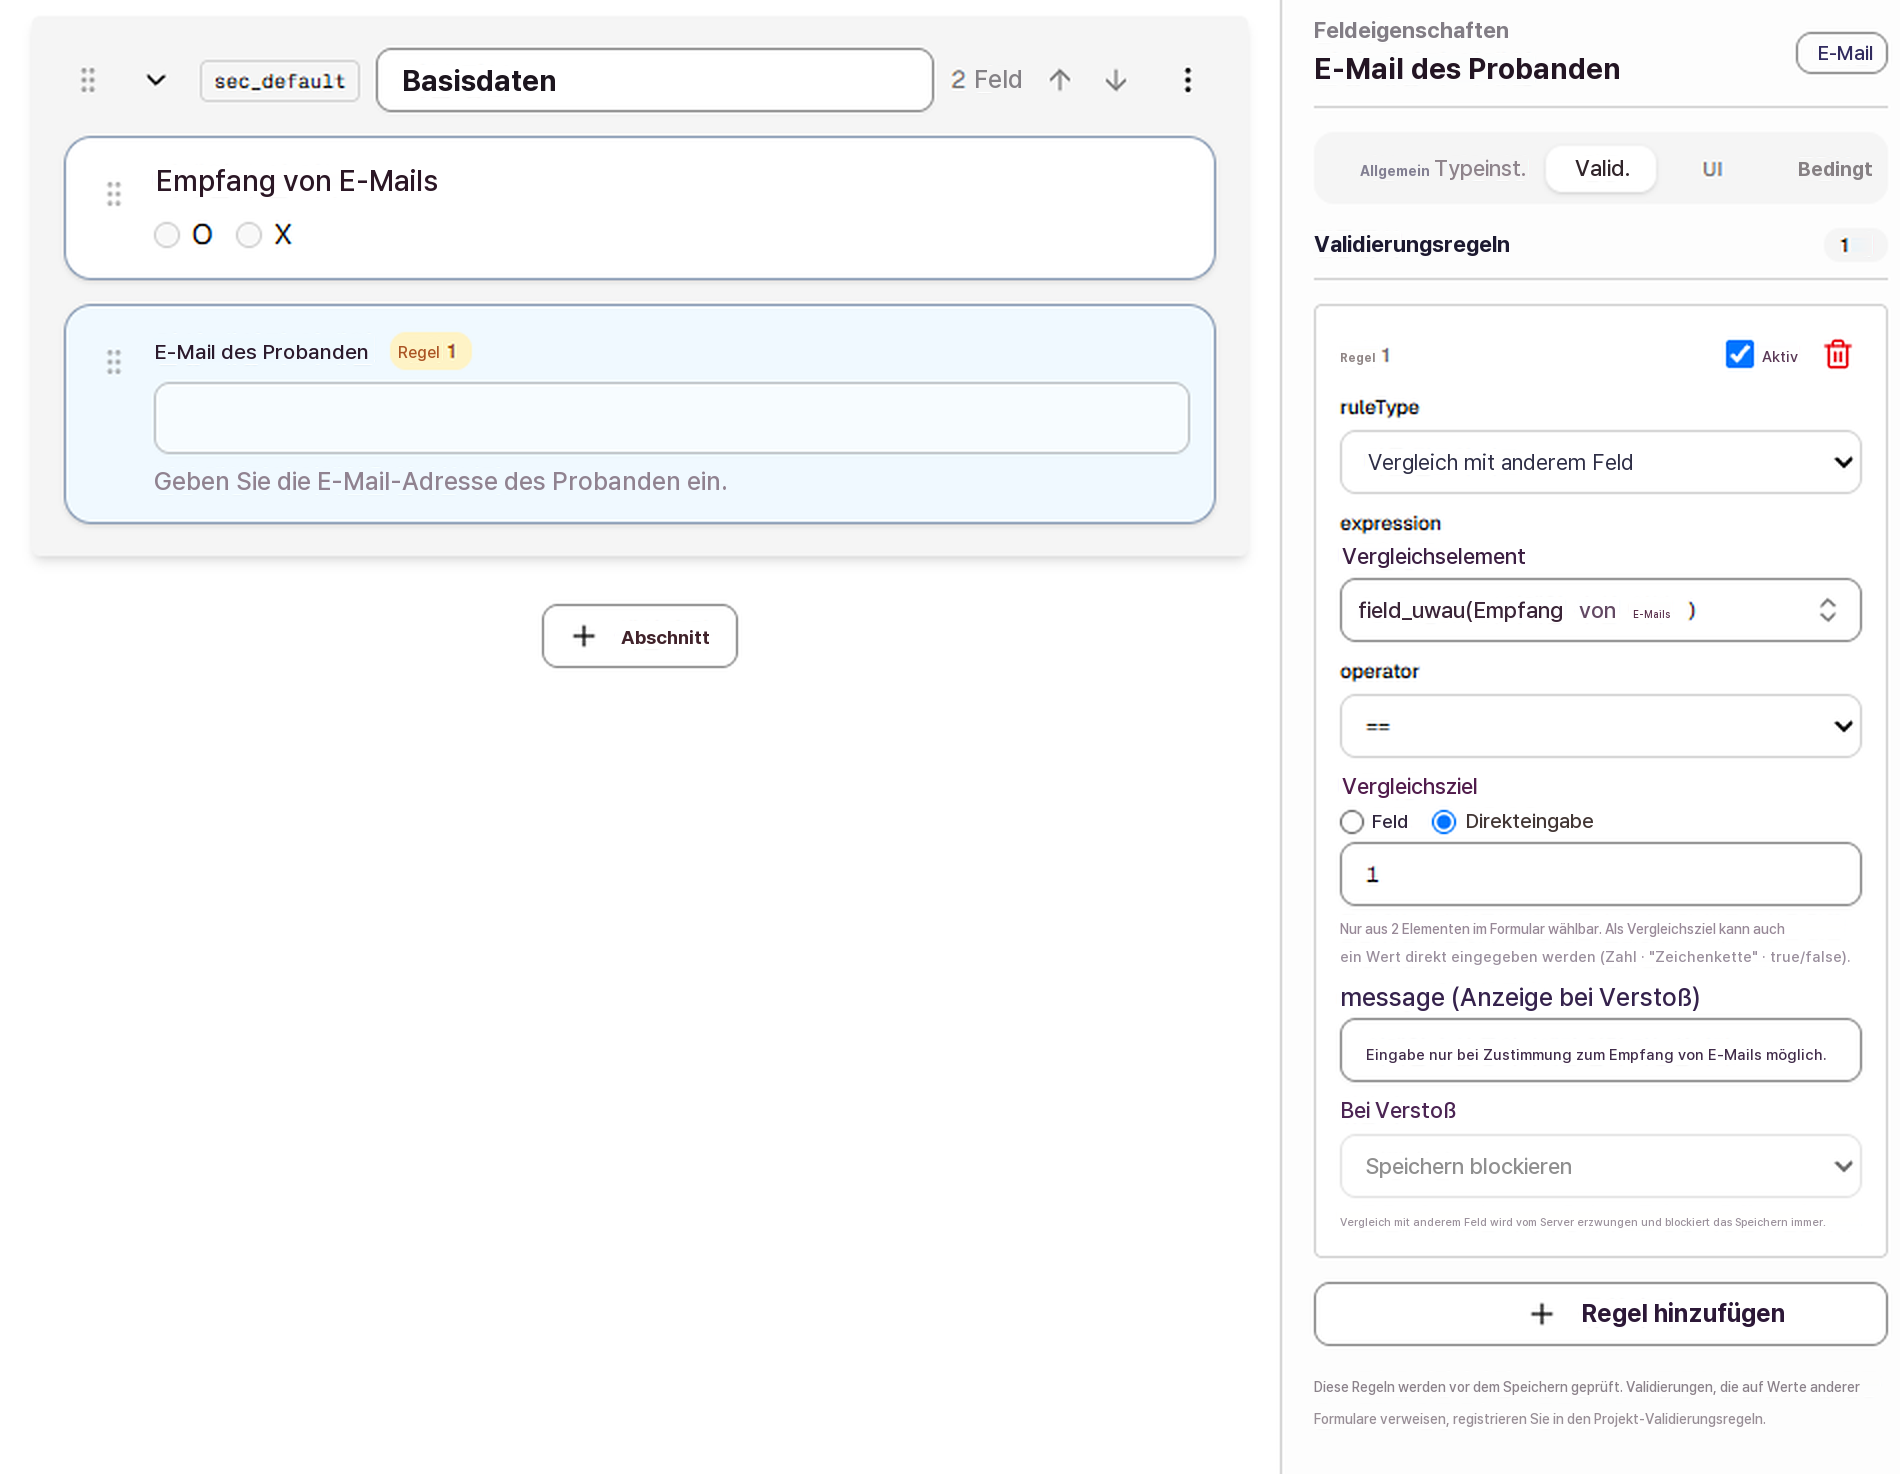 sec_default
Basisdaten
2 Feld
Empfang von E-Mails
O X
E-Mail des Probanden Regel 1
Geben Sie die E-Mail-Adresse des Probanden ein.
Abschnitt
Feldeigenschaften
E-Mail des Probanden
E-Mail
Allgemein Typeinst. Valid. UI Bedingt
Validierungsregeln 1
Regel 1 Aktiv
ruleType
Vergleich mit anderem Feld
expression
Vergleichselement
field_uwau(Empfang von E-Mails )
operator
==
Vergleichsziel
Feld Direkteingabe
1
Nur aus 2 Elementen im Formular wählbar. Als Vergleichsziel kann auch
ein Wert direkt eingegeben werden (Zahl · "Zeichenkette" · true/false).
message (Anzeige bei Verstoß)
Eingabe nur bei Zustimmung zum Empfang von E-Mails möglich.
Bei Verstoß
Speichern blockieren
Vergleich mit anderem Feld wird vom Server erzwungen und blockiert das Speichern immer.
Regel hinzufügen
Diese Regeln werden vor dem Speichern geprüft. Validierungen, die auf Werte anderer
Formulare verweisen, registrieren Sie in den Projekt-Validierungsregeln.